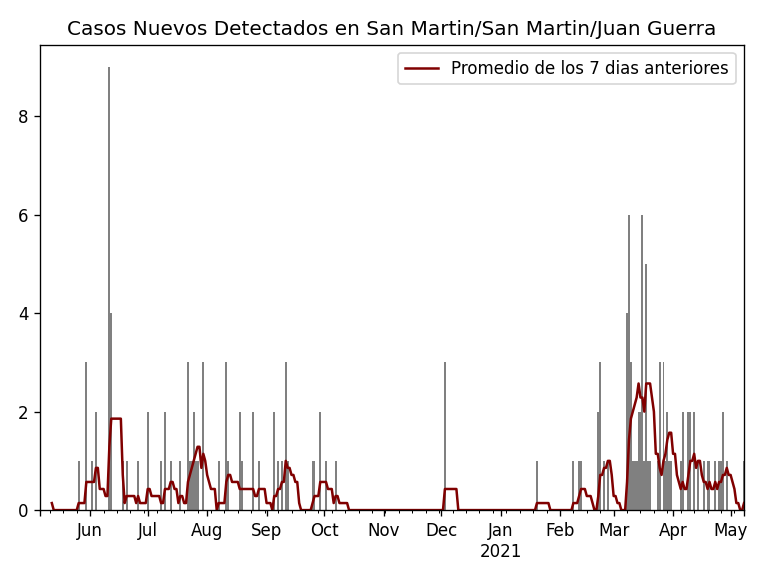 Casos Nuevos Detectados en San Martin/San Martin/Juan Guerra
Promedio de los 7 dias anteriores
8
6
4
2
0
Jun Jul Aug Sep Oct Nov Dec Jan Feb Mar Apr May
2021